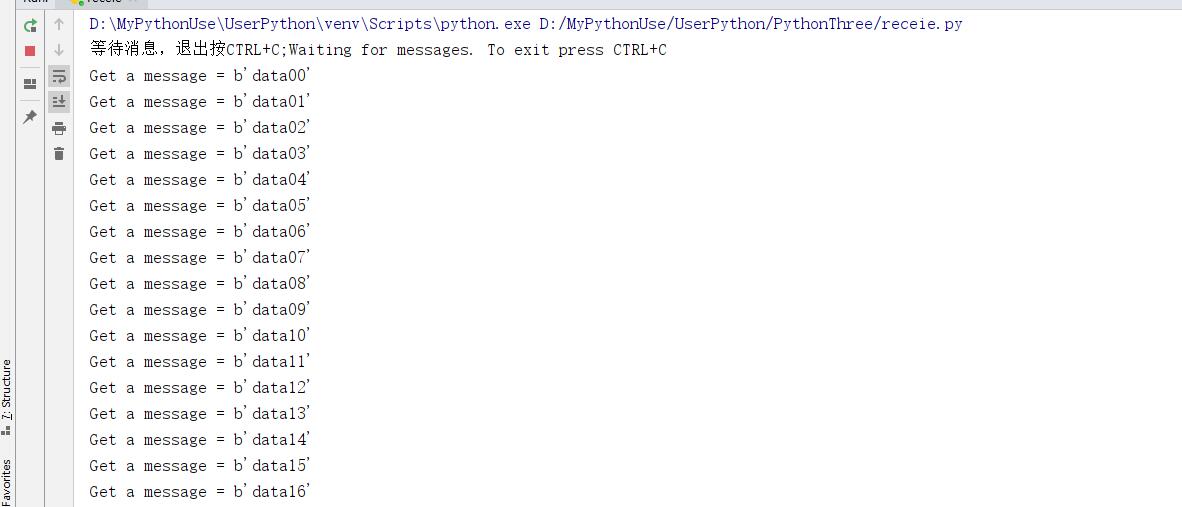 D:\MyPythonUse\UserPython\venv\Scripts\python.exe D:/MyPythonUse/UserPython/PythonThree/receie.py
等待消息，退出按CTRL+C;Waiting for messages. To exit press CTRL+C
Get a message = b'data00'
Get a message = b'data01'
Get a message = b'data02'
Get a message = b'data03'
Get a message = b'data04'
Get a message = b'data05'
Get a message = b'data06'
Get a message = b'data07'
Get a message = b'data08'
Get a message = b'data09'
Get a message = b'data10'
Get a message = b'data11'
Get a message = b'data12'
Get a message = b'data13'
Get a message = b'data14'
Get a message = b'data15'
Get a message = b'data16'
7: Structure
Favorites